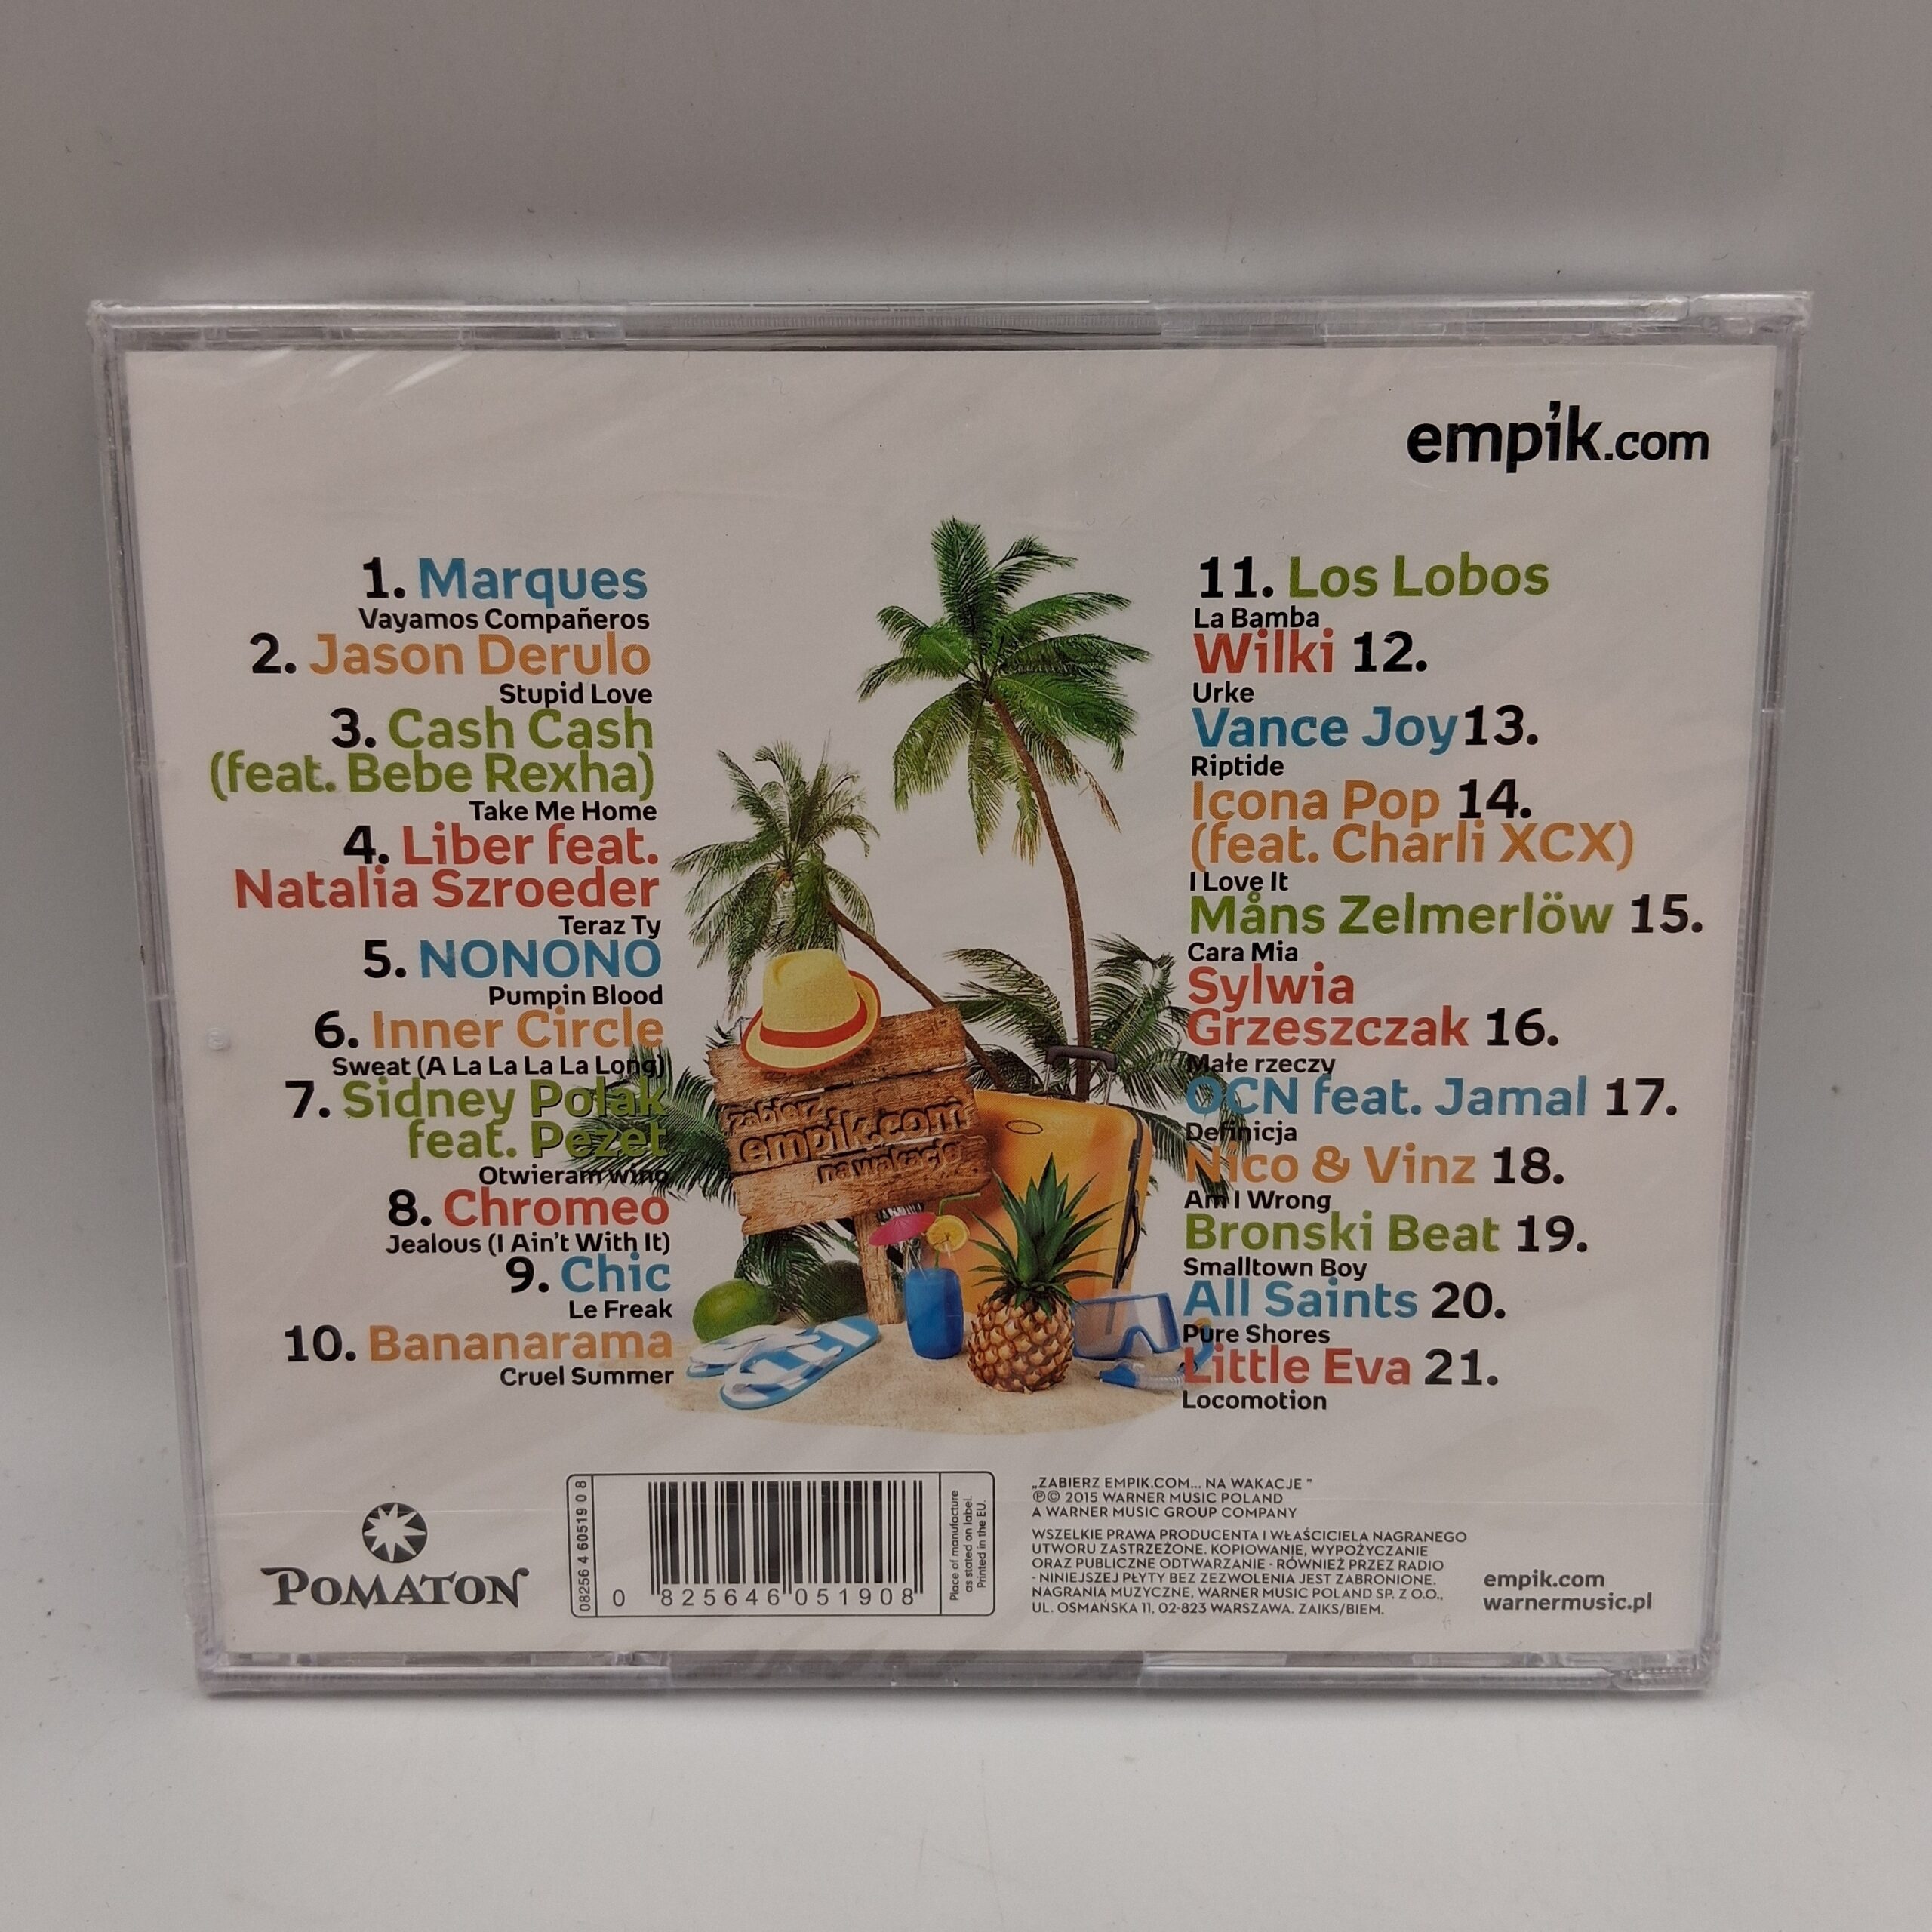 empik.com
1. Marques
Vayamos Compañeros
2. Jason Derulo
Stupid Love
3. Cash Cash
(feat. Bebe Rexha)
Take Me Home
4. Liber feat.
Natalia Szroeder
Teraz Ty
5. NONONO
Pumpin Blood
6. Inner Circle
Sweat (A La La La La Long)
7. Sidney Polak
feat. Pezet
Otwieram wino
8. Chromeo
Jealous (I Ain't With It)
9. Chic
Le Freak
10. Bananarama
Cruel Summer
zabierz
empik.com
na wakacje
11. Los Lobos
La Bamba
Wilki 12.
Urke
Vance Joy 13.
Riptide
Icona Pop 14.
(feat. Charli XCX)
I Love It
Måns Zelmerlöw 15.
Cara Mia
Sylwia
Grzeszczak 16.
Małe rzeczy
OCN feat. Jamal 17.
Definicja
Nico & Vinz 18.
Am I Wrong
Bronski Beat 19.
Smalltown Boy
All Saints 20.
Pure Shores
Little Eva 21.
Locomotion
POMATON
08256 4 60519 0 8
0 825646 051908
Place of manufacture
as stated on label.
Printed in the EU.
„ZABIERZ EMPIK.COM... NA WAKACJE "
℗© 2015 WARNER MUSIC POLAND
A WARNER MUSIC GROUP COMPANY
WSZELKIE PRAWA PRODUCENTA I WŁAŚCICIELA NAGRANEGO
UTWORU ZASTRZEŻONE. KOPIOWANIE, WYPOŻYCZANIE
ORAZ PUBLICZNE ODTWARZANIE - RÓWNIEŻ PRZEZ RADIO
- NINIEJSZEJ PŁYTY BEZ ZEZWOLENIA JEST ZABRONIONE.
NAGRANIA MUZYCZNE, WARNER MUSIC POLAND SP. Z O.O.,
UL. OSMAŃSKA 11, 02-823 WARSZAWA. ZAIKS/BIEM.
empik.com
warnermusic.pl